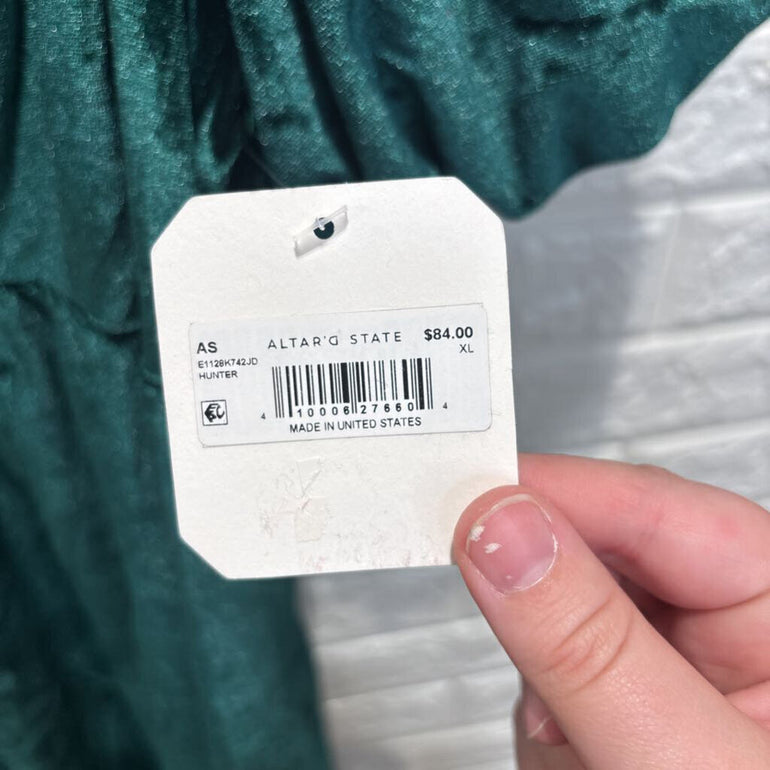 AS ALTAR'D STATE $84.00
E1128K742JD XL
HUNTER
4 10006 27660 4
MADE IN UNITED STATES